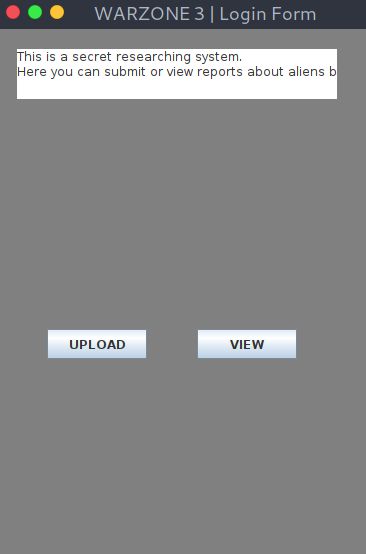 WARZONE 3 | Login Form
This is a secret researching system.
Here you can submit or view reports about aliens b
UPLOAD
VIEW